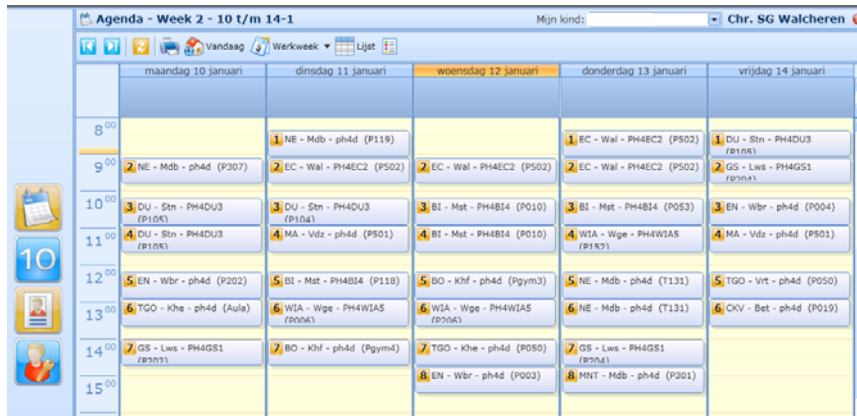 Agenda - Week 2 - 10 t/m 14-1 Mijn kind: Chr. SG Walcheren
Vandaag Werkweek Lijst
maandag 10 januari dinsdag 11 januari woensdag 12 januari donderdag 13 januari vrijdag 14 januari
8 00
1 NE - Mdb - ph4d (P119) 1 EC - Wal - PH4EC2 (P502) 1 DU - Stn - PH4DU3
(P105)
9 00 2 NE - Mdb - ph4d (P307) 2 EC - Wal - PH4EC2 (P502) 2 EC - Wal - PH4EC2 (P502) 2 EC - Wal - PH4EC2 (P502) 2 GS - Lws - PH4GS1
(P204)
10 00 3 DU - Stn - PH4DU3 3 DU - Stn - PH4DU3 3 BI - Mst - PH4BI4 (P010) 3 BI - Mst - PH4BI4 (P053) 3 EN - Wbr - ph4d (P004)
(P105) (P104)
11 00 4 DU - Stn - PH4DU3 4 MA - Vdz - ph4d (P501) 4 BI - Mst - PH4BI4 (P010) 4 WIA - Wge - PH4WIA5 4 MA - Vdz - ph4d (P501)
(P105) (P152)
12 00 5 EN - Wbr - ph4d (P202) 5 BI - Mst - PH4BI4 (P118) 5 BO - Khf - ph4d (Pgym3) 5 NE - Mdb - ph4d (T131) 5 TGO - Vrt - ph4d (P050)
10
13 00 6 TGO - Khe - ph4d (Aula) 6 WIA - Wge - PH4WIA5 6 WIA - Wge - PH4WIA5 6 NE - Mdb - ph4d (T131) 6 CKV - Bet - ph4d (P019)
(P006) (P206)
14 00 7 GS - Lws - PH4GS1 7 BO - Khf - ph4d (Pgym4) 7 TGO - Khe - ph4d (P050) 7 GS - Lws - PH4GS1
(P202) (P204)
15 00 8 EN - Wbr - ph4d (P003) 8 MNT - Mdb - ph4d (P301)